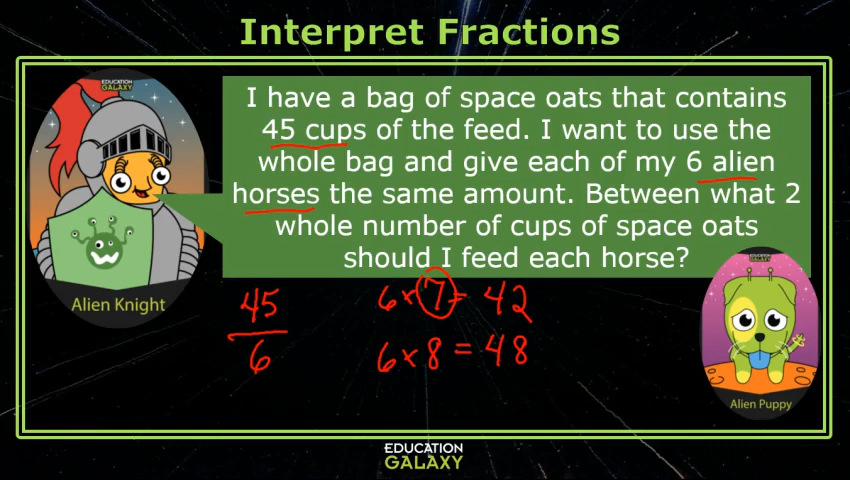 Interpret Fractions
EDUCATION
GALAXY
I have a bag of space oats that contains
45 cups of the feed. I want to use the
whole bag and give each of my 6 alien
horses the same amount. Between what 2
whole number of cups of space oats
should I feed each horse?
Alien Knight
45
6
6 × 7 = 42
6 × 8 = 48
EDUCATION
GALAXY
Alien Puppy
EDUCATION
GALAXY